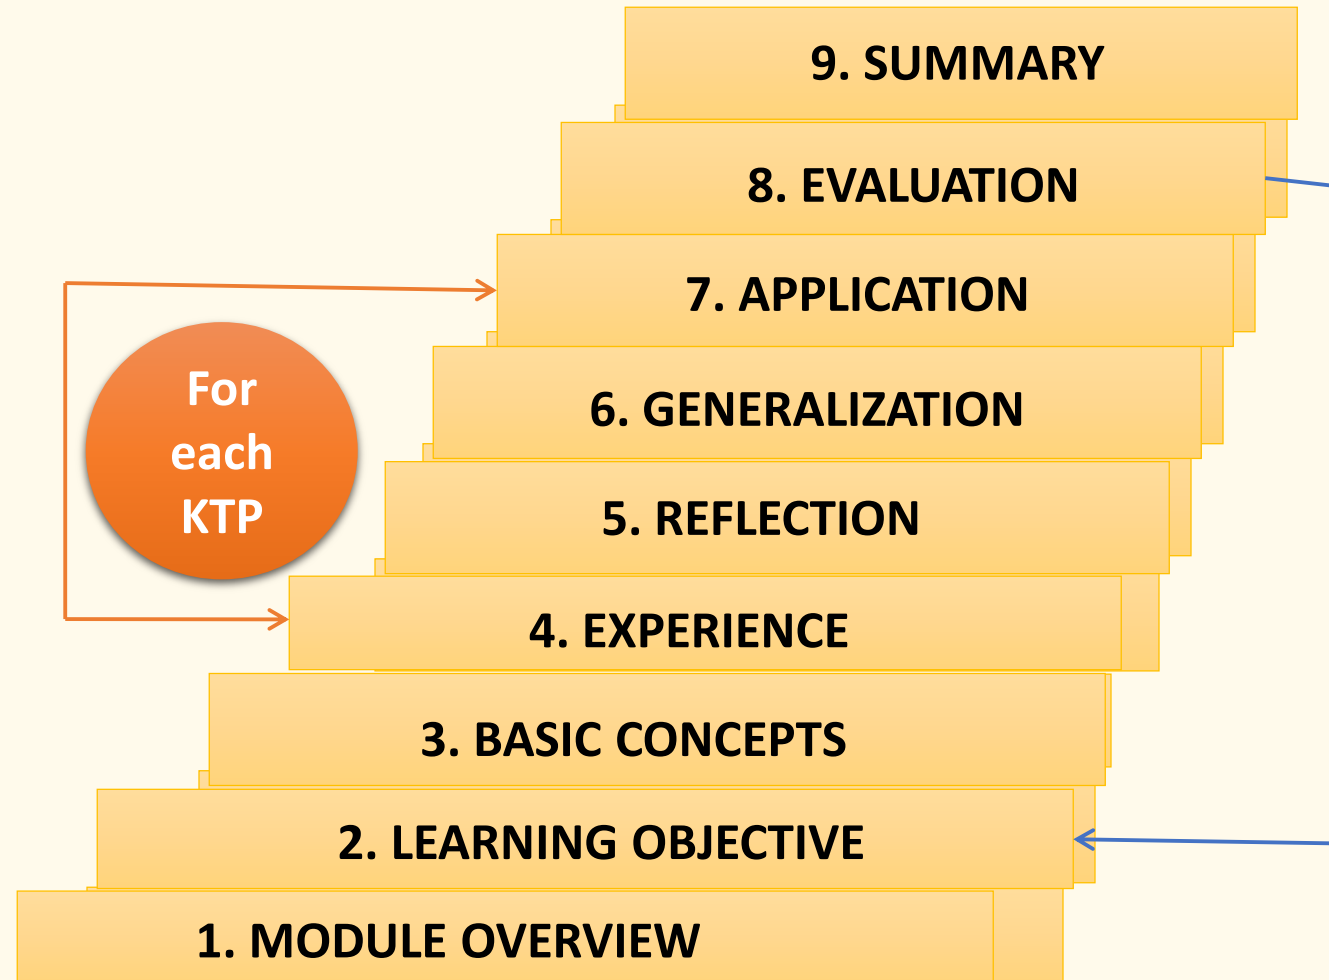 9. SUMMARY
8. EVALUATION
7. APPLICATION
6. GENERALIZATION
5. REFLECTION
4. EXPERIENCE
3. BASIC CONCEPTS
2. LEARNING OBJECTIVE
1. MODULE OVERVIEW
For
each
KTP